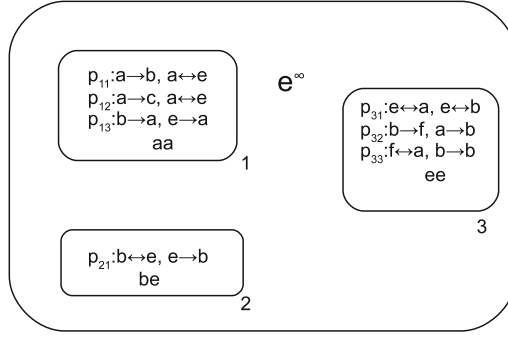 p₁₁:a→b, a↔e
p₁₂:a→c, a↔e
p₁₃:b→a, e→a
aa
1
e∞
p₃₁:e↔a, e↔b
p₃₂:b→f, a→b
p₃₃:f↔a, b→b
ee
3
p₂₁:b↔e, e→b
be
2